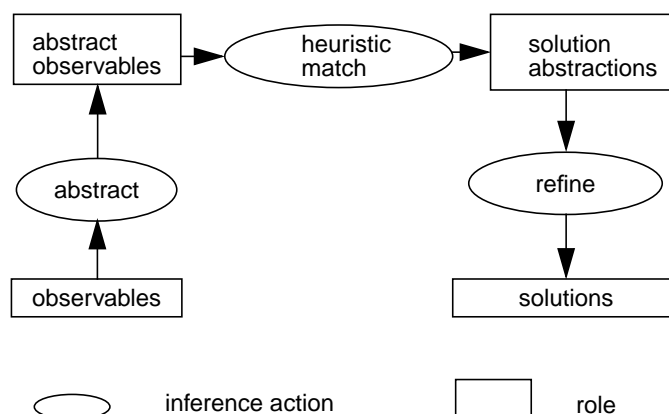 abstract
observables
heuristic
match
solution
abstractions
abstract
refine
observables
solutions
inference action
role